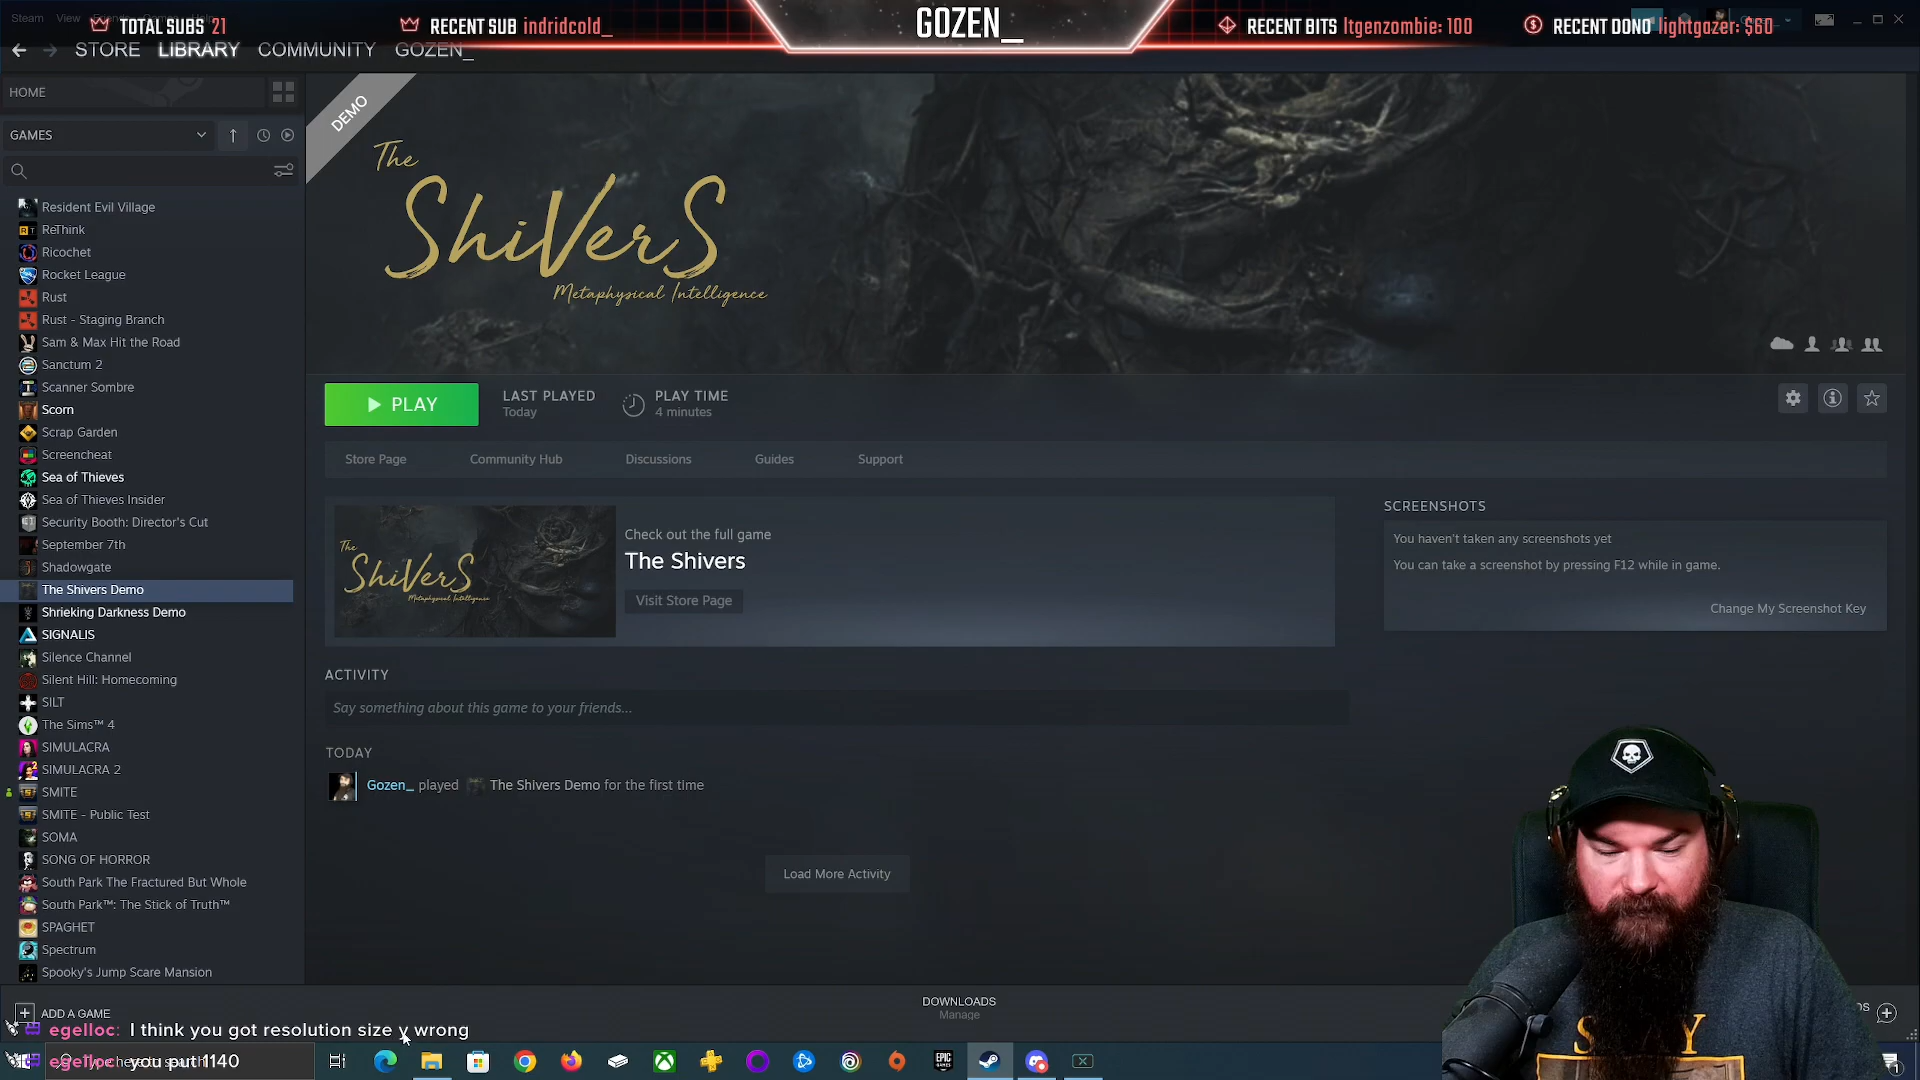 Steam View
TOTAL SUBS 21
RECENT SUB indridcold_
GOZEN_
RECENT BITS ltgenzombie: 100
RECENT DONO lightgazer: $60
STORE LIBRARY COMMUNITY GOZEN_
HOME
GAMES
Resident Evil Village
ReThink
Ricochet
Rocket League
Rust
Rust - Staging Branch
Sam & Max Hit the Road
Sanctum 2
Scanner Sombre
Scorn
Scrap Garden
Screencheat
Sea of Thieves
Sea of Thieves Insider
Security Booth: Director's Cut
September 7th
Shadowgate
The Shivers Demo
Shrieking Darkness Demo
SIGNALIS
Silence Channel
Silent Hill: Homecoming
SILT
The Sims™ 4
SIMULACRA
SIMULACRA 2
SMITE
SMITE - Public Test
SOMA
SONG OF HORROR
South Park The Fractured But Whole
South Park™: The Stick of Truth™
SPAGHET
Spectrum
Spooky's Jump Scare Mansion
DEMO
The
ShiVerS
Metaphysical Intelligence
PLAY
LAST PLAYED
Today
PLAY TIME
4 minutes
Store Page Community Hub Discussions Guides Support
The
ShiVerS
Metaphysical Intelligence
Check out the full game
The Shivers
Visit Store Page
SCREENSHOTS
You haven't taken any screenshots yet
You can take a screenshot by pressing F12 while in game.
Change My Screenshot Key
ACTIVITY
Say something about this game to your friends...
TODAY
Gozen_ played The Shivers Demo for the first time
Load More Activity
ADD A GAME
DOWNLOADS
Manage
egelloc: I think you got resolution size y wrong
egelloc: you put 1140
EPIC
GAMES
1